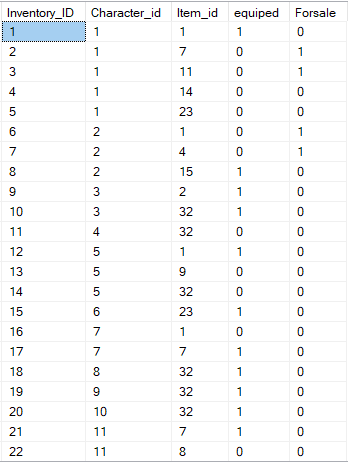 Inventory_ID Character_id Item_id equiped Forsale
1 1 1 1 0
2 1 7 0 1
3 1 11 0 1
4 1 14 0 0
5 1 23 0 0
6 2 1 0 1
7 2 4 0 1
8 2 15 1 0
9 3 2 1 0
10 3 32 1 0
11 4 32 0 0
12 5 1 1 0
13 5 9 0 0
14 5 32 0 0
15 6 23 1 0
16 7 1 0 0
17 7 7 1 0
18 8 32 1 0
19 9 32 1 0
20 10 32 1 0
21 11 7 1 0
22 11 8 0 0